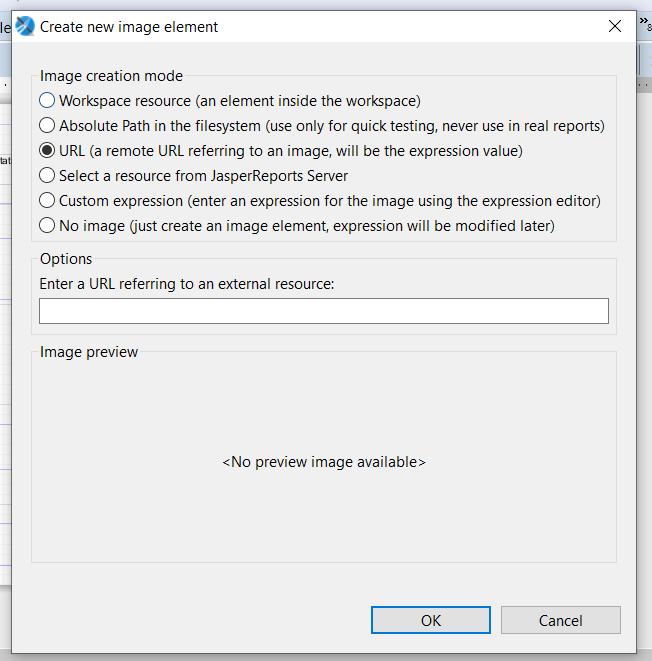 Create new image element
Image creation mode
Workspace resource (an element inside the workspace)
Absolute Path in the filesystem (use only for quick testing, never use in real reports)
URL (a remote URL referring to an image, will be the expression value)
Select a resource from JasperReports Server
Custom expression (enter an expression for the image using the expression editor)
No image (just create an image element, expression will be modified later)
Options
Enter a URL referring to an external resource:
Image preview
<No preview image available>
OK Cancel